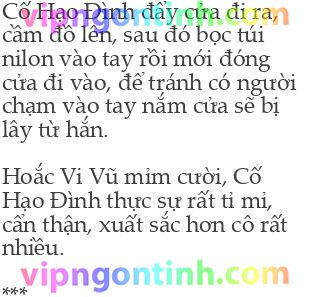 Cố Hạo Đình đẩy cửa đi ra,
vipngontinh.com
cầm đồ lên, sau đó bọc túi
nilon vào tay rồi mới đóng
cửa đi vào, để tránh có người
chạm vào tay nắm cửa sẽ bị
lây từ hắn.
Hoắc Vi Vũ mỉm cười, Cố
Hạo Đình thực sự rất tỉ mỉ,
cẩn thận, xuất sắc hơn cô rất
nhiều.
vipngontinh.com
***